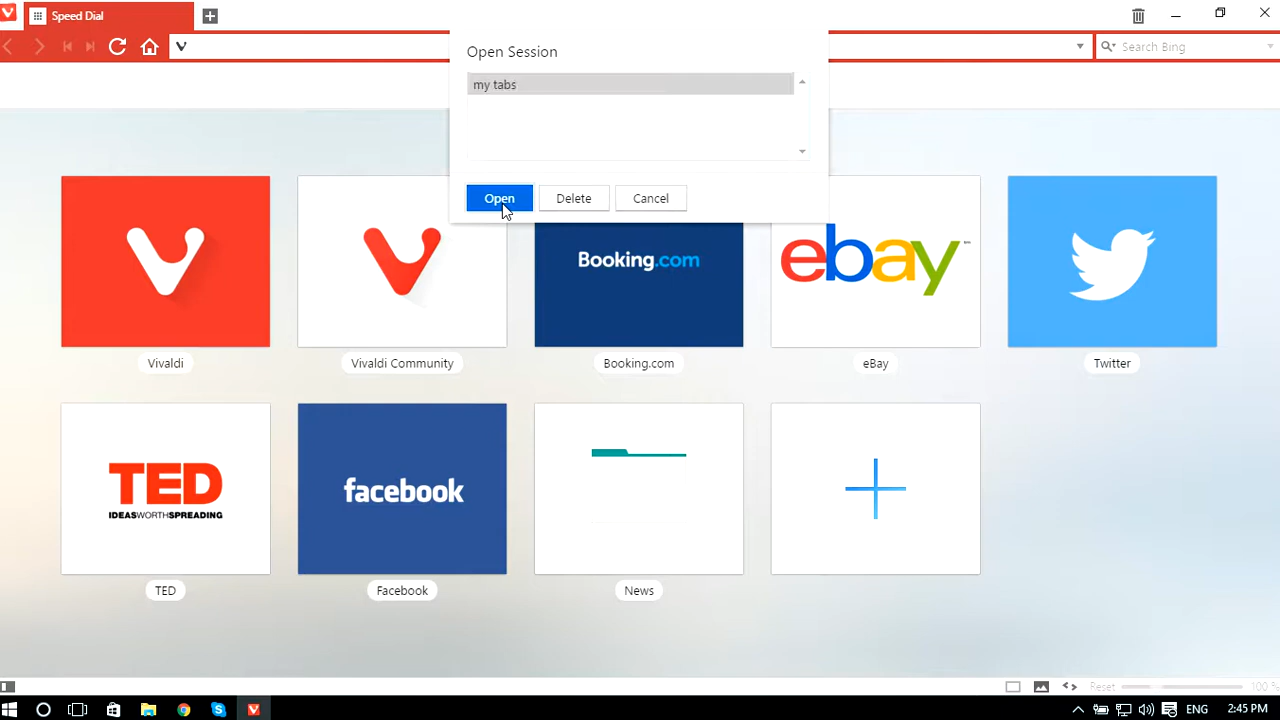 Speed Dial
Search Bing
Open Session
my tabs
Open
Delete
Cancel
Booking.com
ebay
Vivaldi
Vivaldi Community
Booking.com
eBay
Twitter
TED
IDEAS WORTH SPREADING
facebook
TED
Facebook
News
Reset
100 %
ENG
2:45 PM